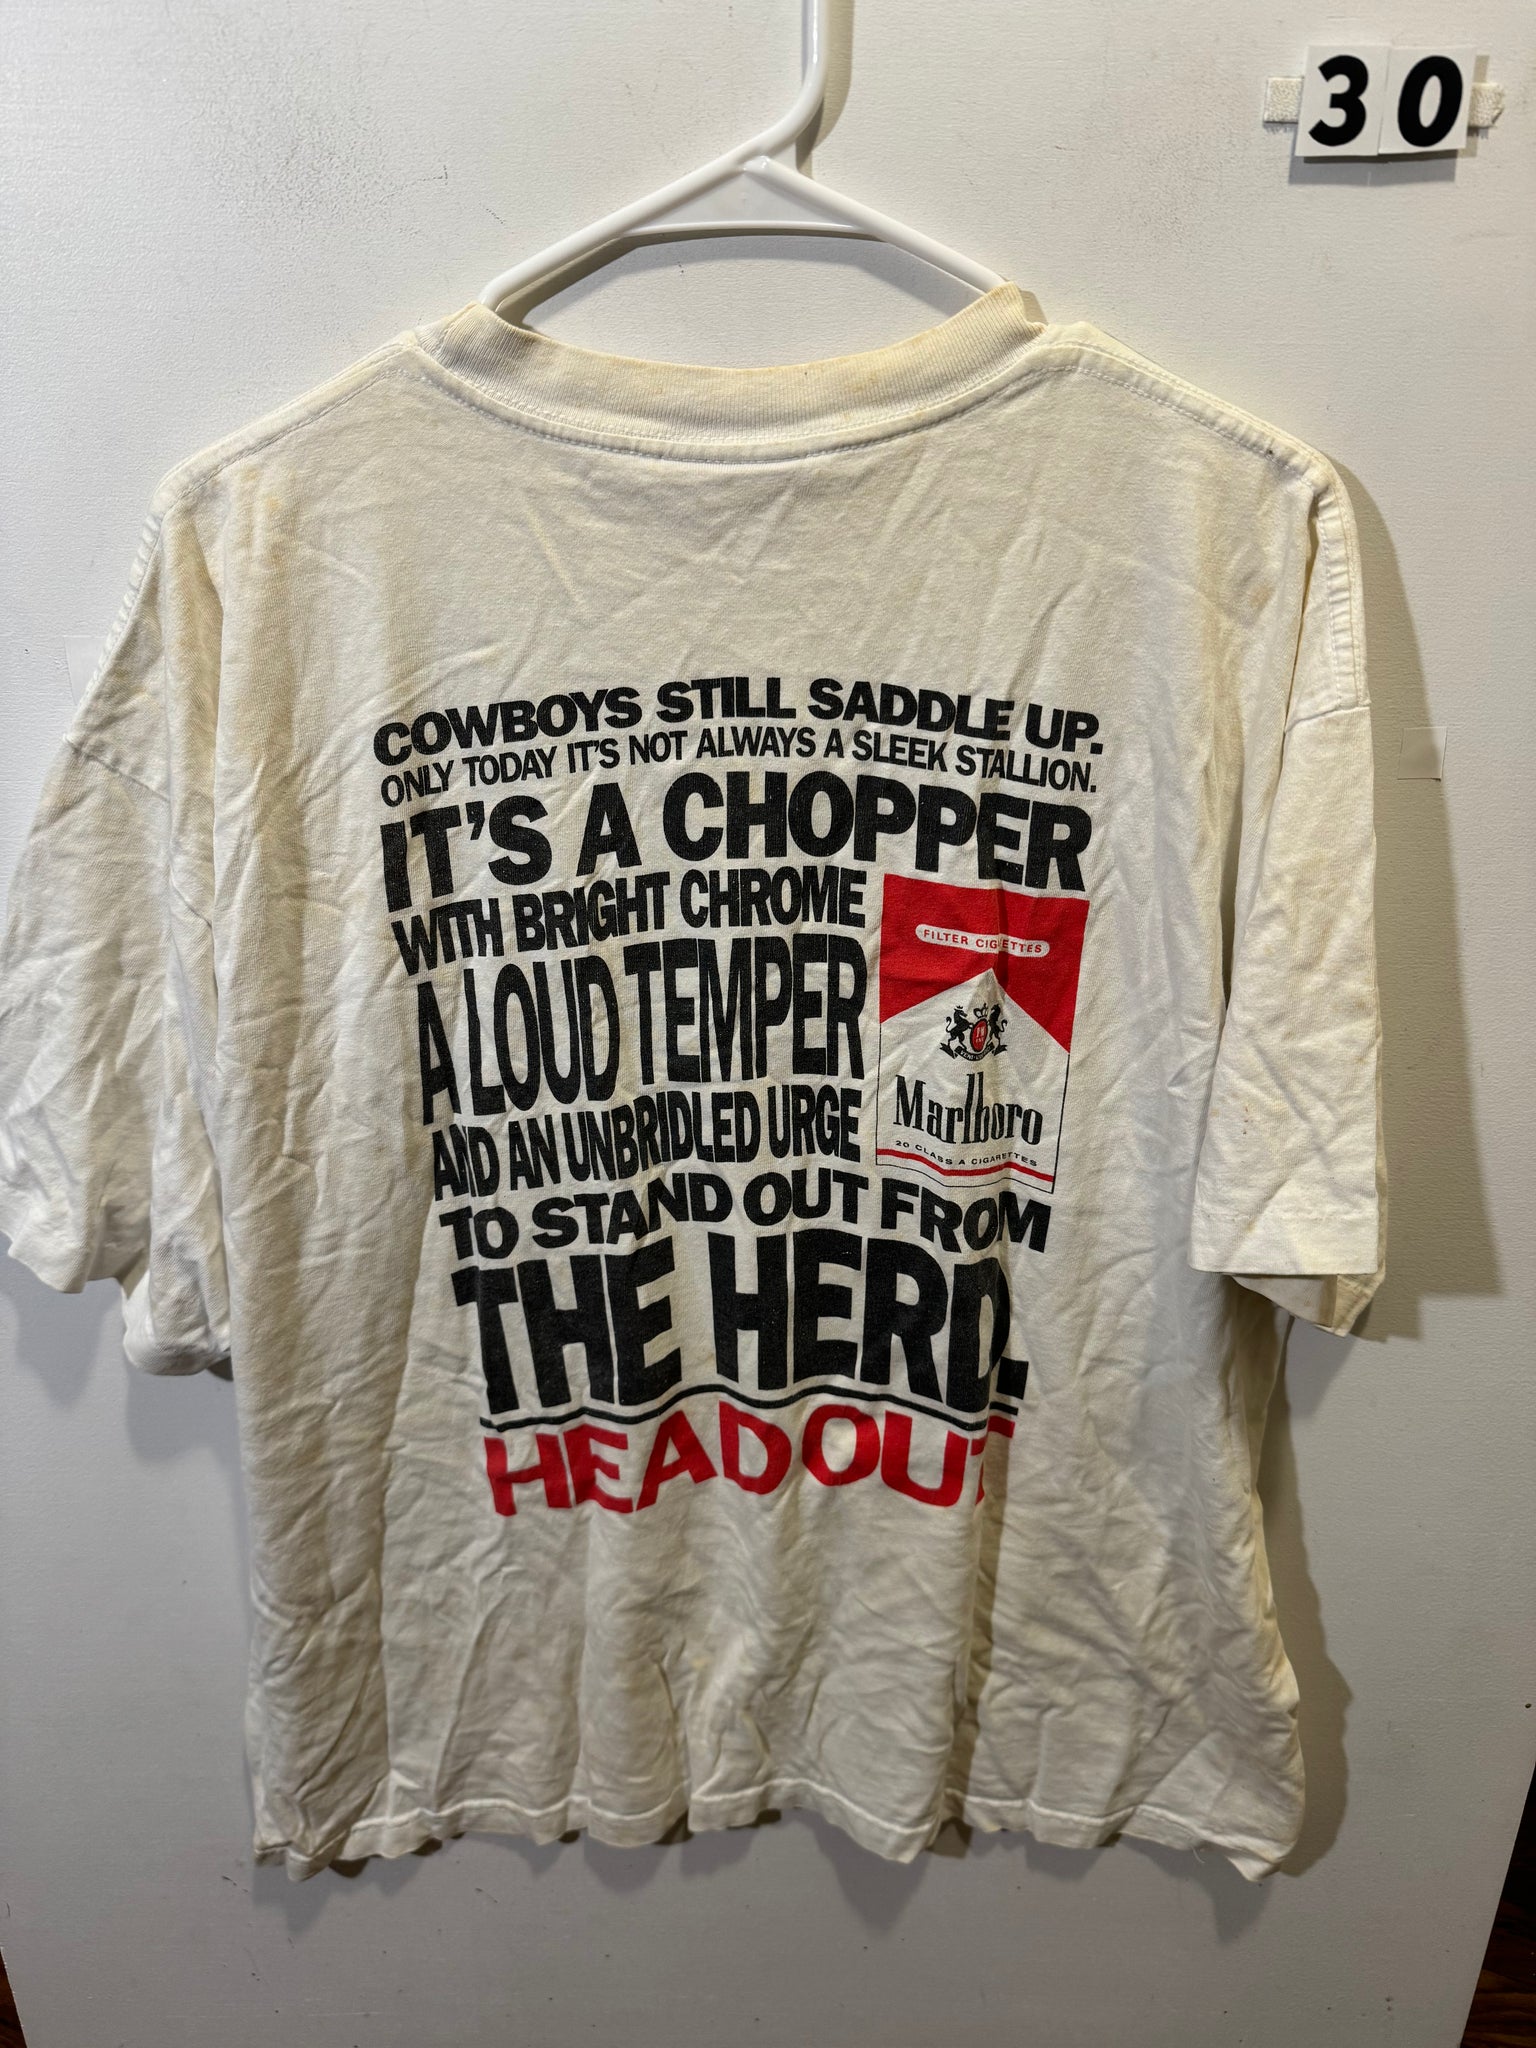 30
COWBOYS STILL SADDLE UP.
ONLY TODAY IT'S NOT ALWAYS A SLEEK STALLION.
IT'S A CHOPPER
WITH BRIGHT CHROME
A LOUD TEMPER
AND AN UNBRIDLED URGE
FILTER CIGARETTES
Marlboro
20 CLASS A CIGARETTES
TO STAND OUT FROM
THE HERD.
HEAD OUT